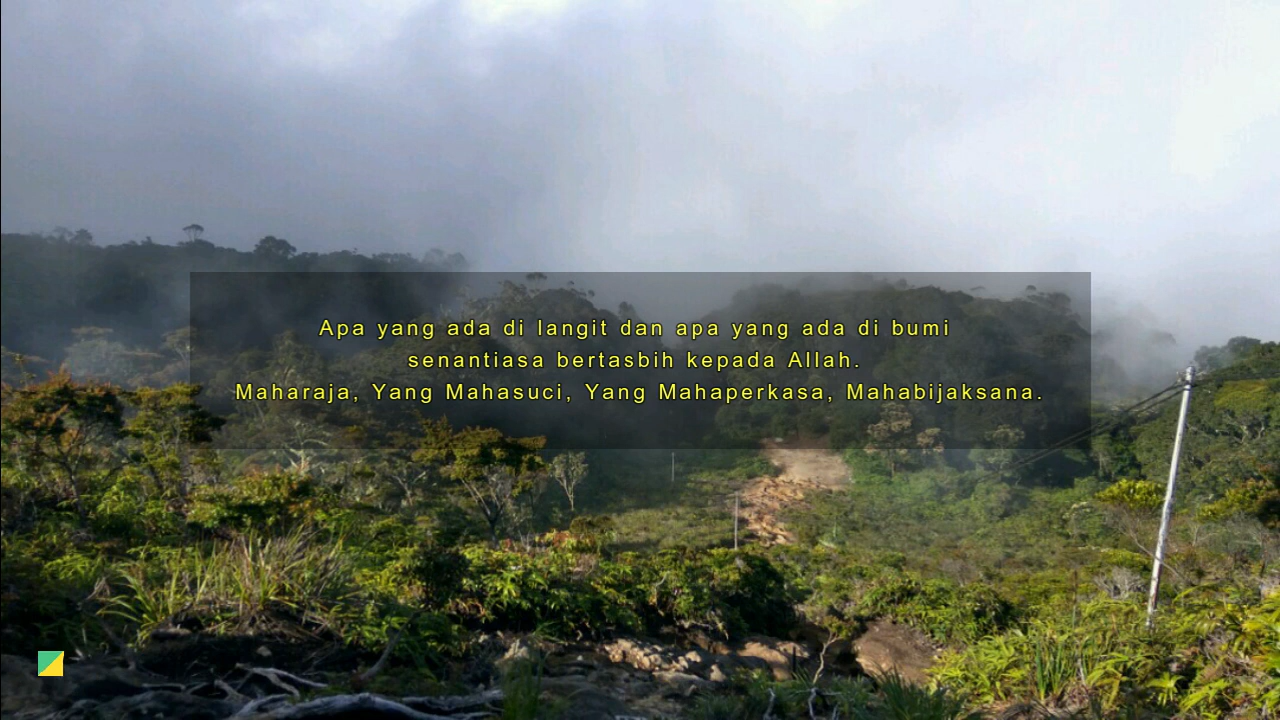 Apa yang ada di langit dan apa yang ada di bumi
senantiasa bertasbih kepada Allah.
Maharaja, Yang Mahasuci, Yang Mahaperkasa, Mahabijaksana.